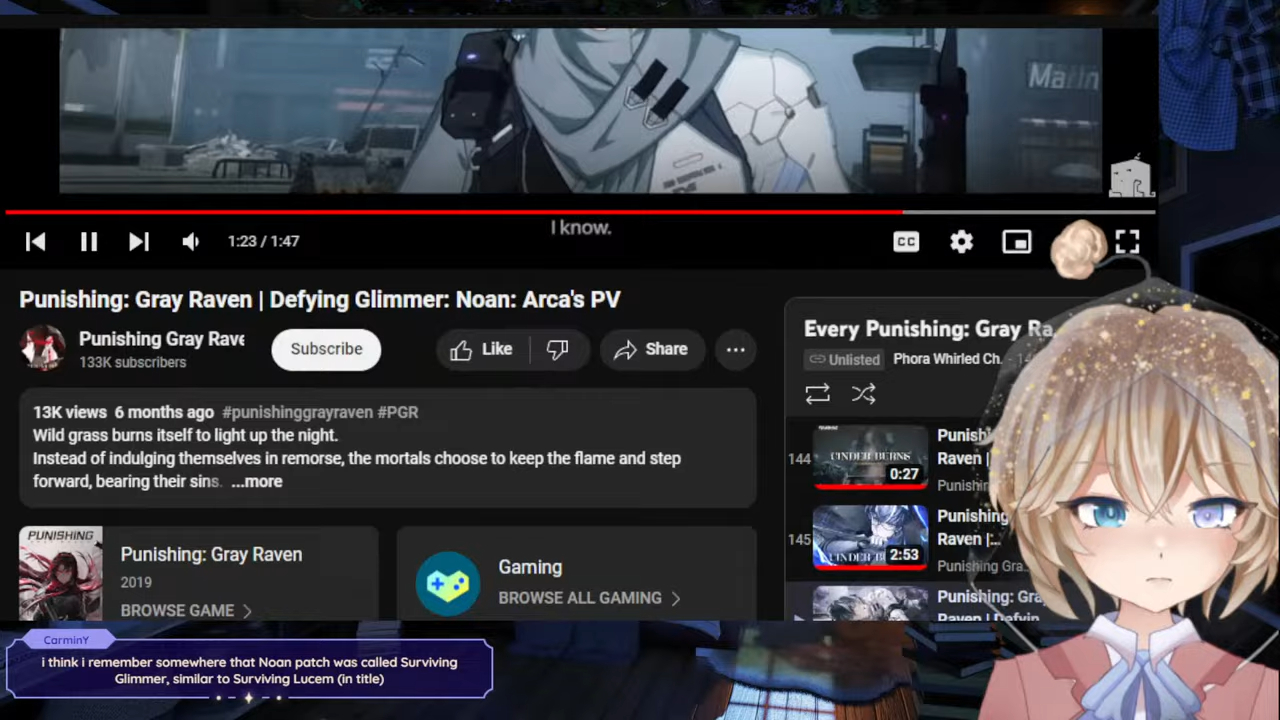 Maiin
I know.
1:23 / 1:47
CC
Punishing: Gray Raven | Defying Glimmer: Noan: Arca's PV
Punishing Gray Rave
133K subscribers
Subscribe
Like
Share
13K views 6 months ago #punishinggrayraven #PGR
Wild grass burns itself to light up the night.
Instead of indulging themselves in remorse, the mortals choose to keep the flame and step
forward, bearing their sins. ...more
PUNISHING
Punishing: Gray Raven
2019
BROWSE GAME
Gaming
BROWSE ALL GAMING
Every Punishing: Gray Ra
Unlisted
Phora Whirled Ch.
144
CINDER BURNS
0:27
Punish
Raven |
Punishin
145
CINDER B
2:53
Punishing
Raven |...
Punishing Gra
Punishing: Gra
Raven | Defyin
CarminY
i think i remember somewhere that Noan patch was called Surviving
Glimmer, similar to Surviving Lucem (in title)